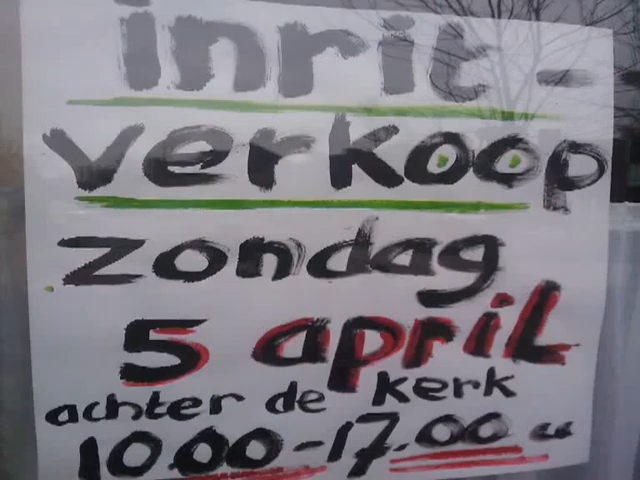 inrit-
verkoop
zondag
5 april
achter de kerk
10.00-17.00 u